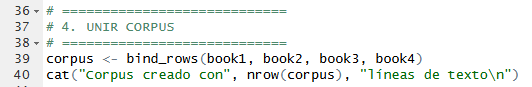 36 # =============================
37 # 4. UNIR CORPUS
38 # =============================
39 corpus <- bind_rows(book1, book2, book3, book4)
40 cat("Corpus creado con", nrow(corpus), "líneas de texto\n")